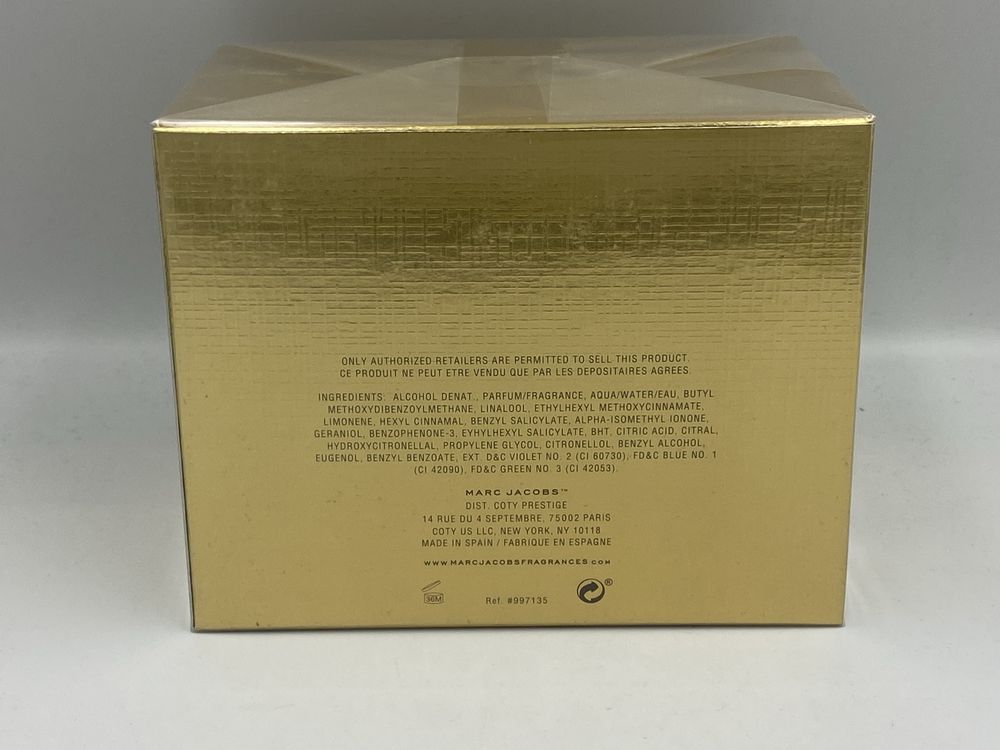 ONLY AUTHORIZED RETAILERS ARE PERMITTED TO SELL THIS PRODUCT.
CE PRODUIT NE PEUT ETRE VENDU QUE PAR LES DEPOSITAIRES AGREES.
INGREDIENTS: ALCOHOL DENAT., PARFUM/FRAGRANCE, AQUA/WATER/EAU, BUTYL
METHOXYDIBENZOYLMETHANE, LINALOOL, ETHYLHEXYL METHOXYCINNAMATE,
LIMONENE, HEXYL CINNAMAL, BENZYL SALICYLATE, ALPHA-ISOMETHYL IONONE,
GERANIOL, BENZOPHENONE-3, EYHYLHEXYL SALICYLATE, BHT, CITRIC ACID, CITRAL,
HYDROXYCITRONELLAL, PROPYLENE GLYCOL, CITRONELLOL, BENZYL ALCOHOL,
EUGENOL, BENZYL BENZOATE, EXT. D&C VIOLET NO. 2 (CI 60730), FD&C BLUE NO. 1
(CI 42090), FD&C GREEN NO. 3 (CI 42053).
MARC JACOBS™
DIST. COTY PRESTIGE
14 RUE DU 4 SEPTEMBRE, 75002 PARIS
COTY US LLC, NEW YORK, NY 10118
MADE IN SPAIN / FABRIQUE EN ESPAGNE
WWW.MARCJACOBSFRAGRANCES.COM
36M Ref. #997135 ®